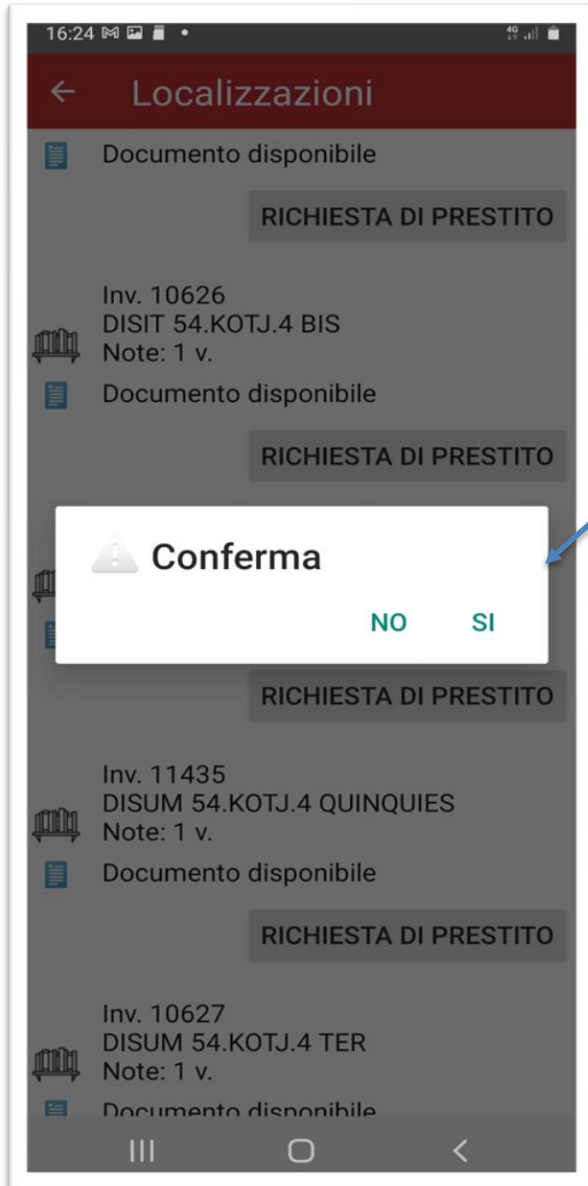 16:24
4G
Localizzazioni
Documento disponibile
RICHIESTA DI PRESTITO
Inv. 10626
DISIT 54.KOTJ.4 BIS
Note: 1 v.
Documento disponibile
RICHIESTA DI PRESTITO
Conferma
NO SI
RICHIESTA DI PRESTITO
Inv. 11435
DISUM 54.KOTJ.4 QUINQUIES
Note: 1 v.
Documento disponibile
RICHIESTA DI PRESTITO
Inv. 10627
DISUM 54.KOTJ.4 TER
Note: 1 v.
Documento disponibile